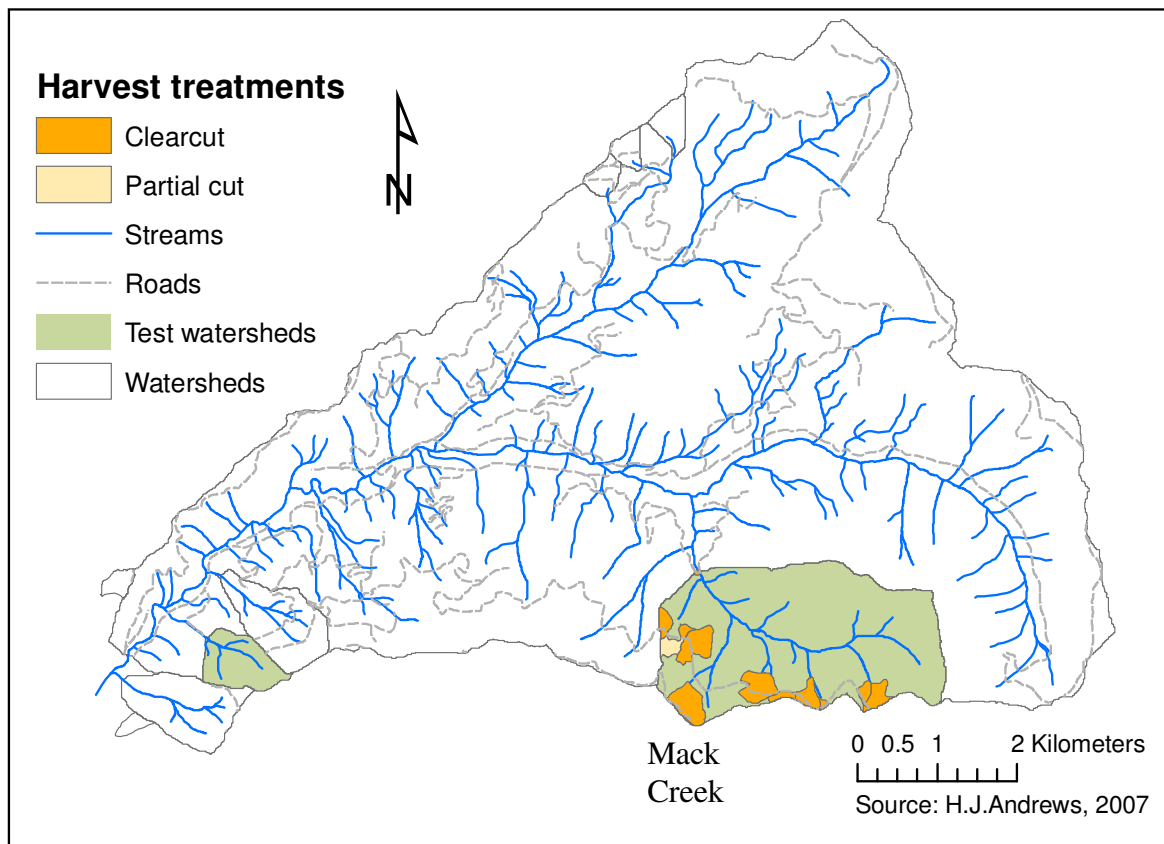 Harvest treatments
Clearcut
Partial cut
Streams
Roads
Test watersheds
Watersheds
N
Mack
Creek
0 0.5 1 2 Kilometers
Source: H.J.Andrews, 2007